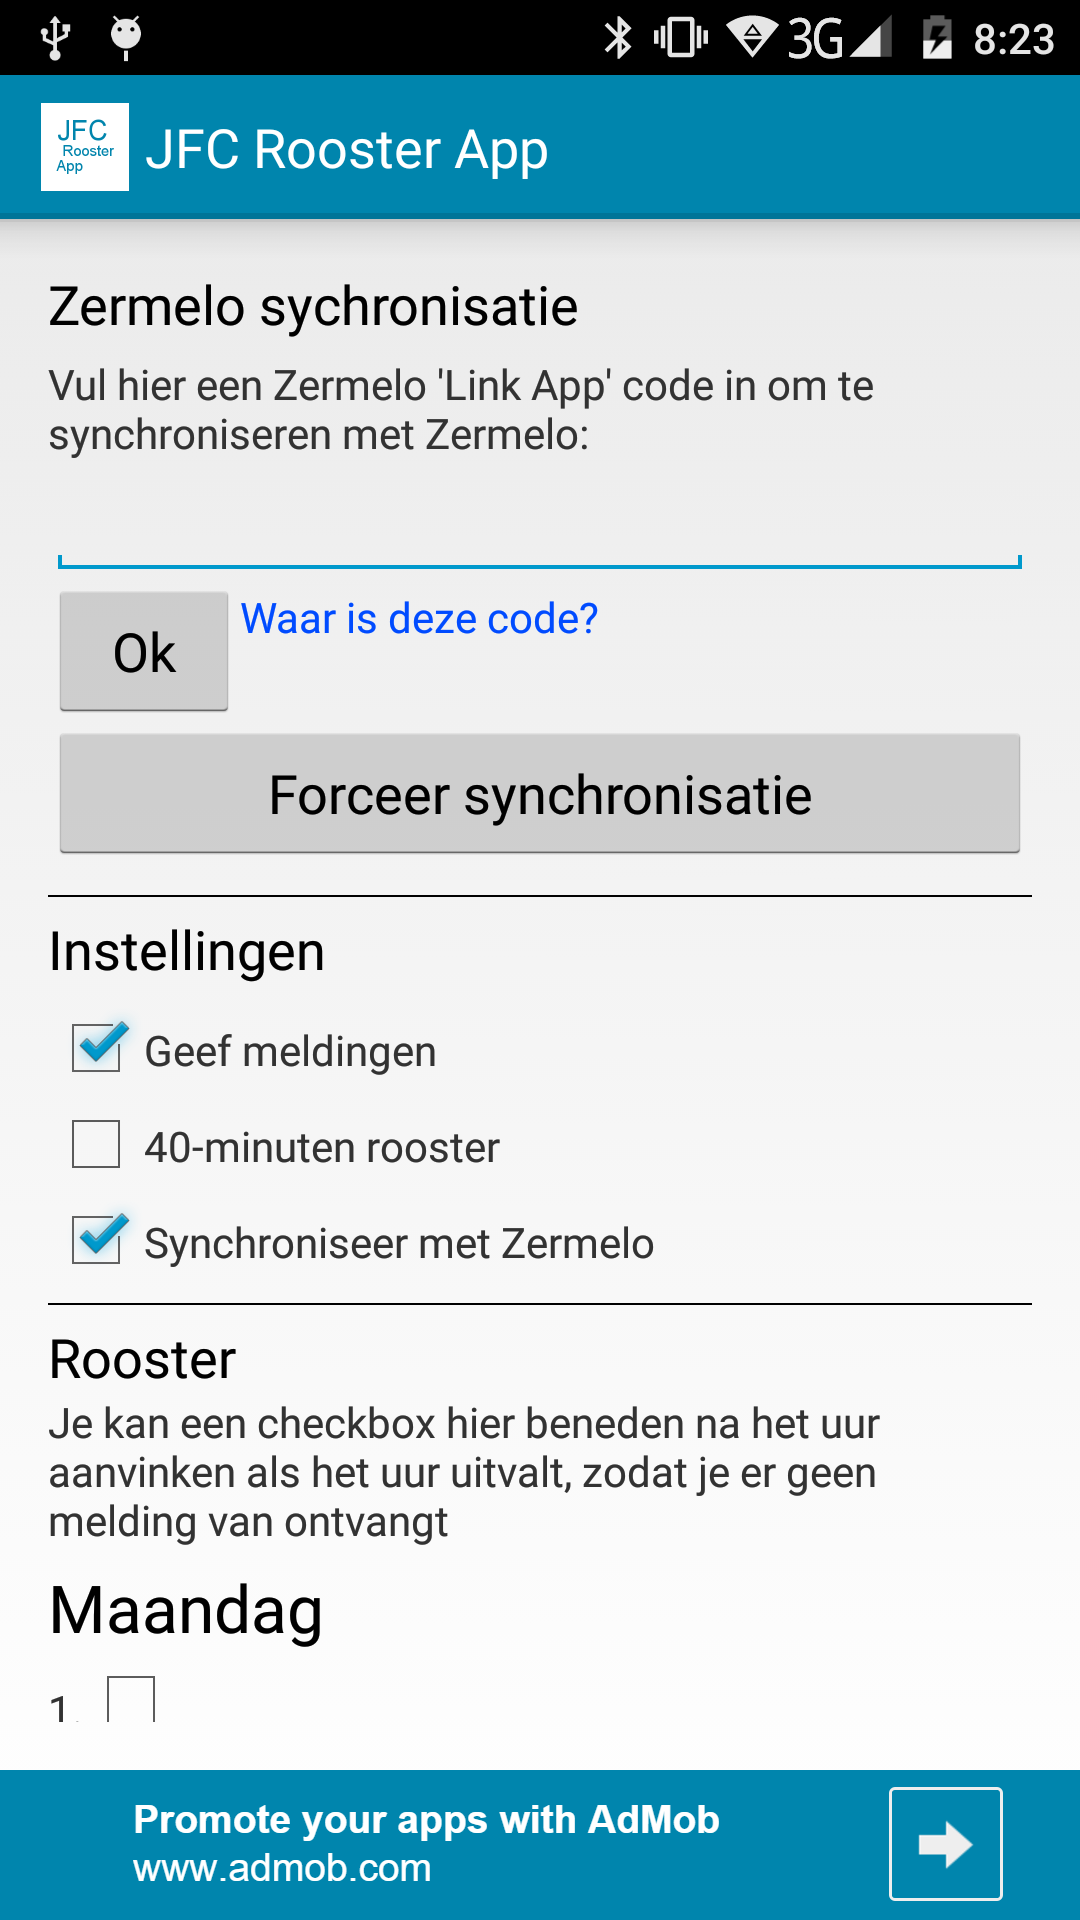 3G 8:23
JFC
Rooster
App
JFC Rooster App
Zermelo sychronisatie
Vul hier een Zermelo 'Link App' code in om te
synchroniseren met Zermelo:
Ok
Waar is deze code?
Forceer synchronisatie
Instellingen
Geef meldingen
40-minuten rooster
Synchroniseer met Zermelo
Rooster
Je kan een checkbox hier beneden na het uur
aanvinken als het uur uitvalt, zodat je er geen
melding van ontvangt
Maandag
1.
Promote your apps with AdMob
www.admob.com